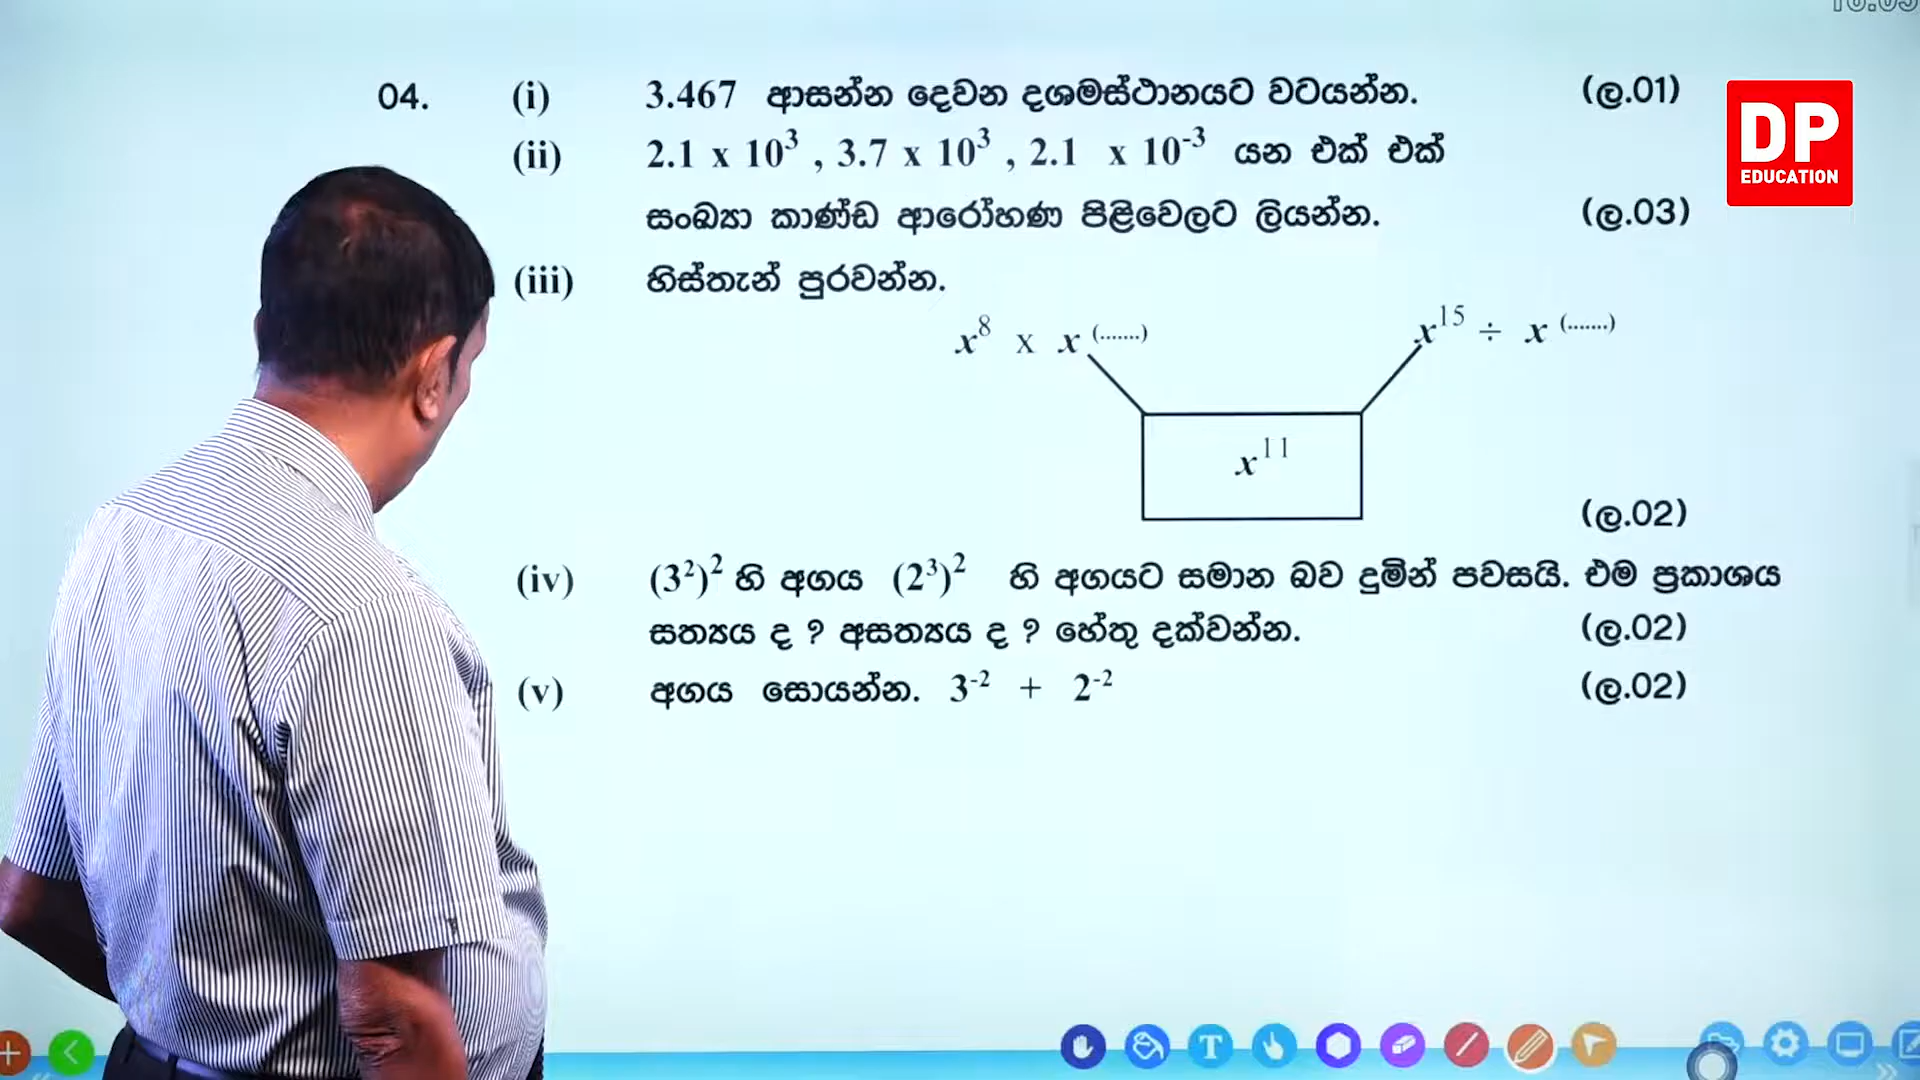 04. (i) 3.467 ආසන්න දෙවන දශමස්ථානයට වටයන්න. (ල.01)
DP
EDUCATION
(ii) 2.1 x 10³ , 3.7 x 10³ , 2.1 x 10⁻³ යන එක් එක්
සංඛ්‍යා කාණ්ඩ ආරෝහණ පිළිවෙලට ලියන්න. (ල.03)
(iii) හිස්තැන් පුරවන්න.
x⁸ x x (.......) x¹⁵ ÷ x (.......)
x¹¹
(ල.02)
(iv) (3²)² හි අගය (2³)² හි අගයට සමාන බව දුමින් පවසයි. එම ප්‍රකාශය
සත්‍යය ද ? අසත්‍යය ද ? හේතු දක්වන්න. (ල.02)
(v) අගය සොයන්න. 3⁻² + 2⁻² (ල.02)